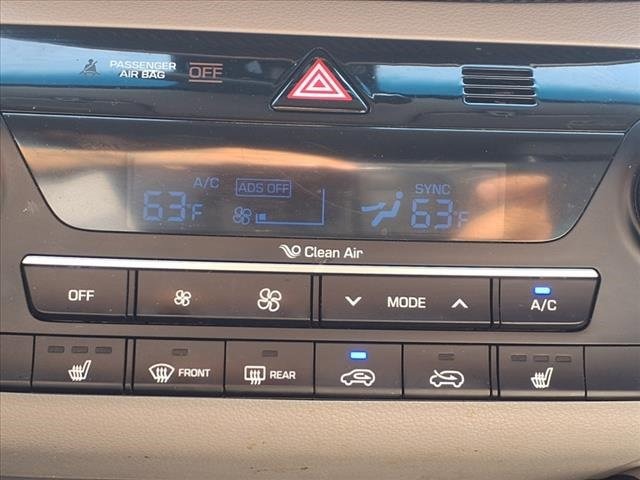 PASSENGER
AIR BAG OFF
A/C ADS OFF SYNC
63°F 63°F
Clean Air
OFF MODE A/C
FRONT REAR